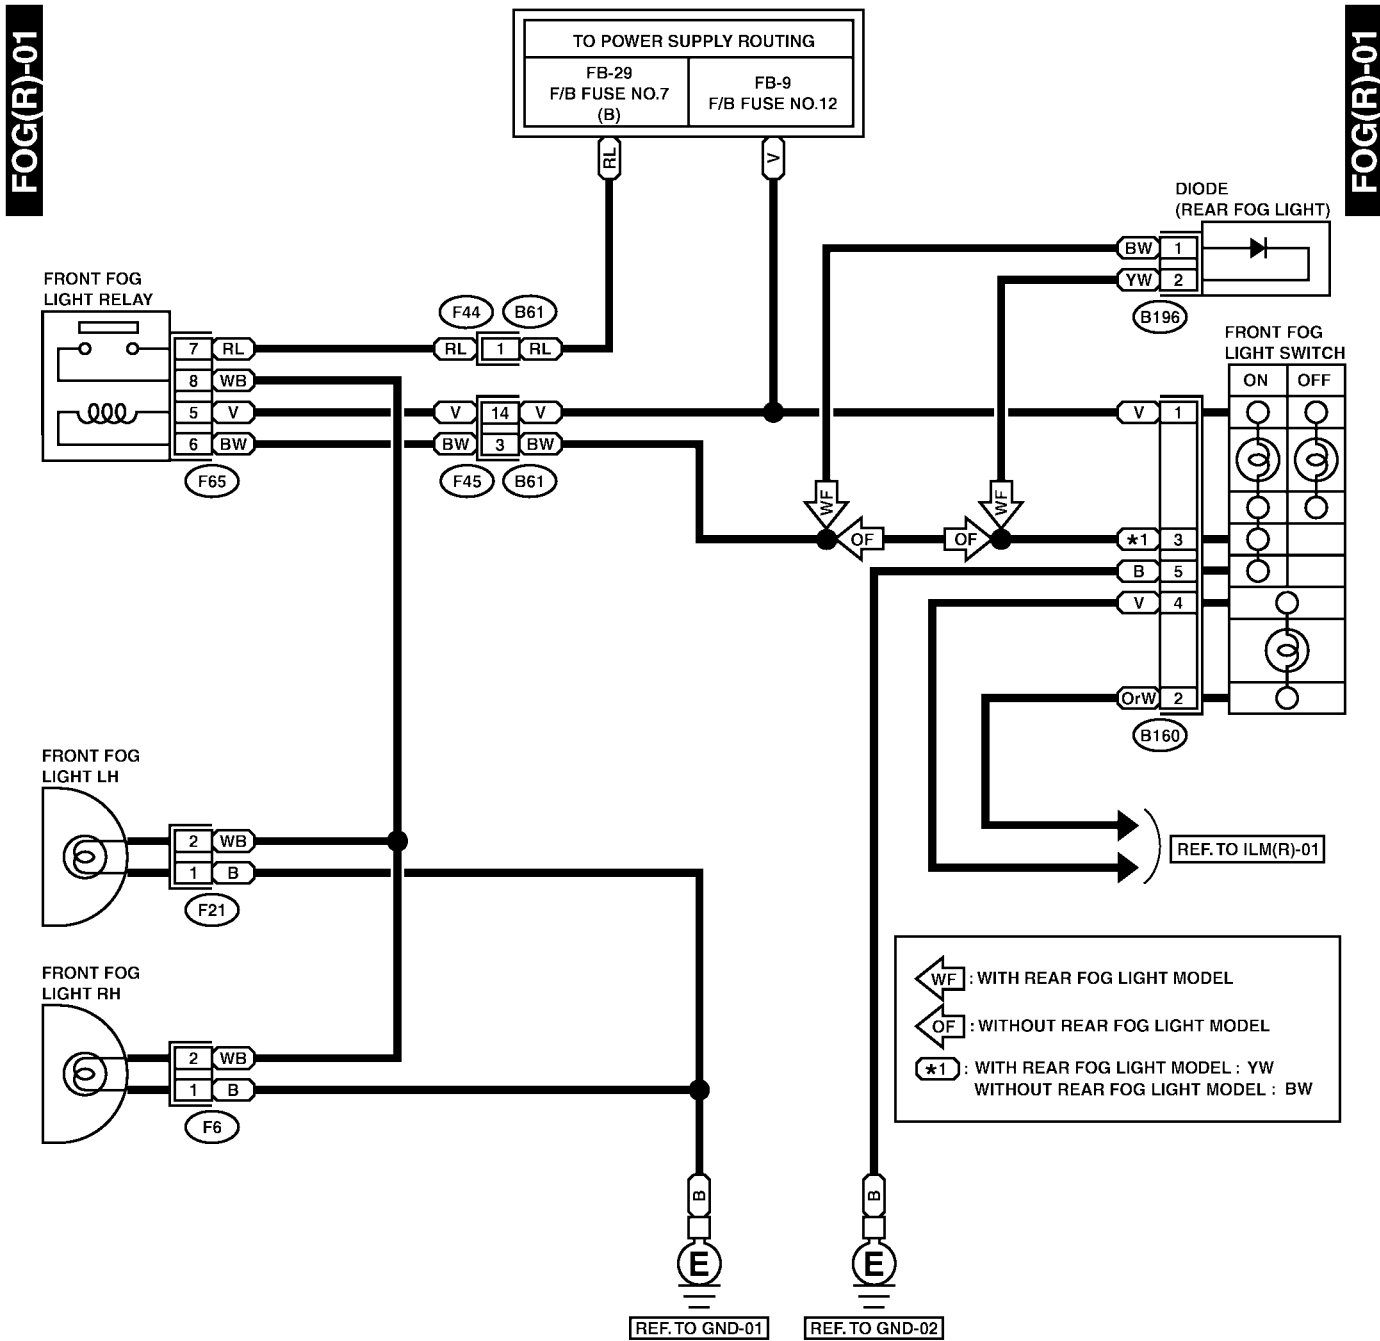 FOG(R)-01
FOG(R)-01
TO POWER SUPPLY ROUTING
FB-29
F/B FUSE NO.7
(B)
FB-9
F/B FUSE NO.12
RL
V
DIODE
(REAR FOG LIGHT)
BW 1
YW 2
B196
FRONT FOG
LIGHT RELAY
F44 B61
7 RL
RL 1 RL
8 WB
5 V
V 14 V
6 BW
BW 3 BW
F65
F45 B61
FRONT FOG
LIGHT SWITCH
ON OFF
V 1
WF
WF
OF
OF
*1 3
B 5
V 4
OrW 2
B160
FRONT FOG
LIGHT LH
2 WB
1 B
F21
REF. TO ILM(R)-01
FRONT FOG
LIGHT RH
2 WB
1 B
F6
WF : WITH REAR FOG LIGHT MODEL
OF : WITHOUT REAR FOG LIGHT MODEL
*1 : WITH REAR FOG LIGHT MODEL : YW
WITHOUT REAR FOG LIGHT MODEL : BW
B
B
E
E
REF. TO GND-01
REF. TO GND-02